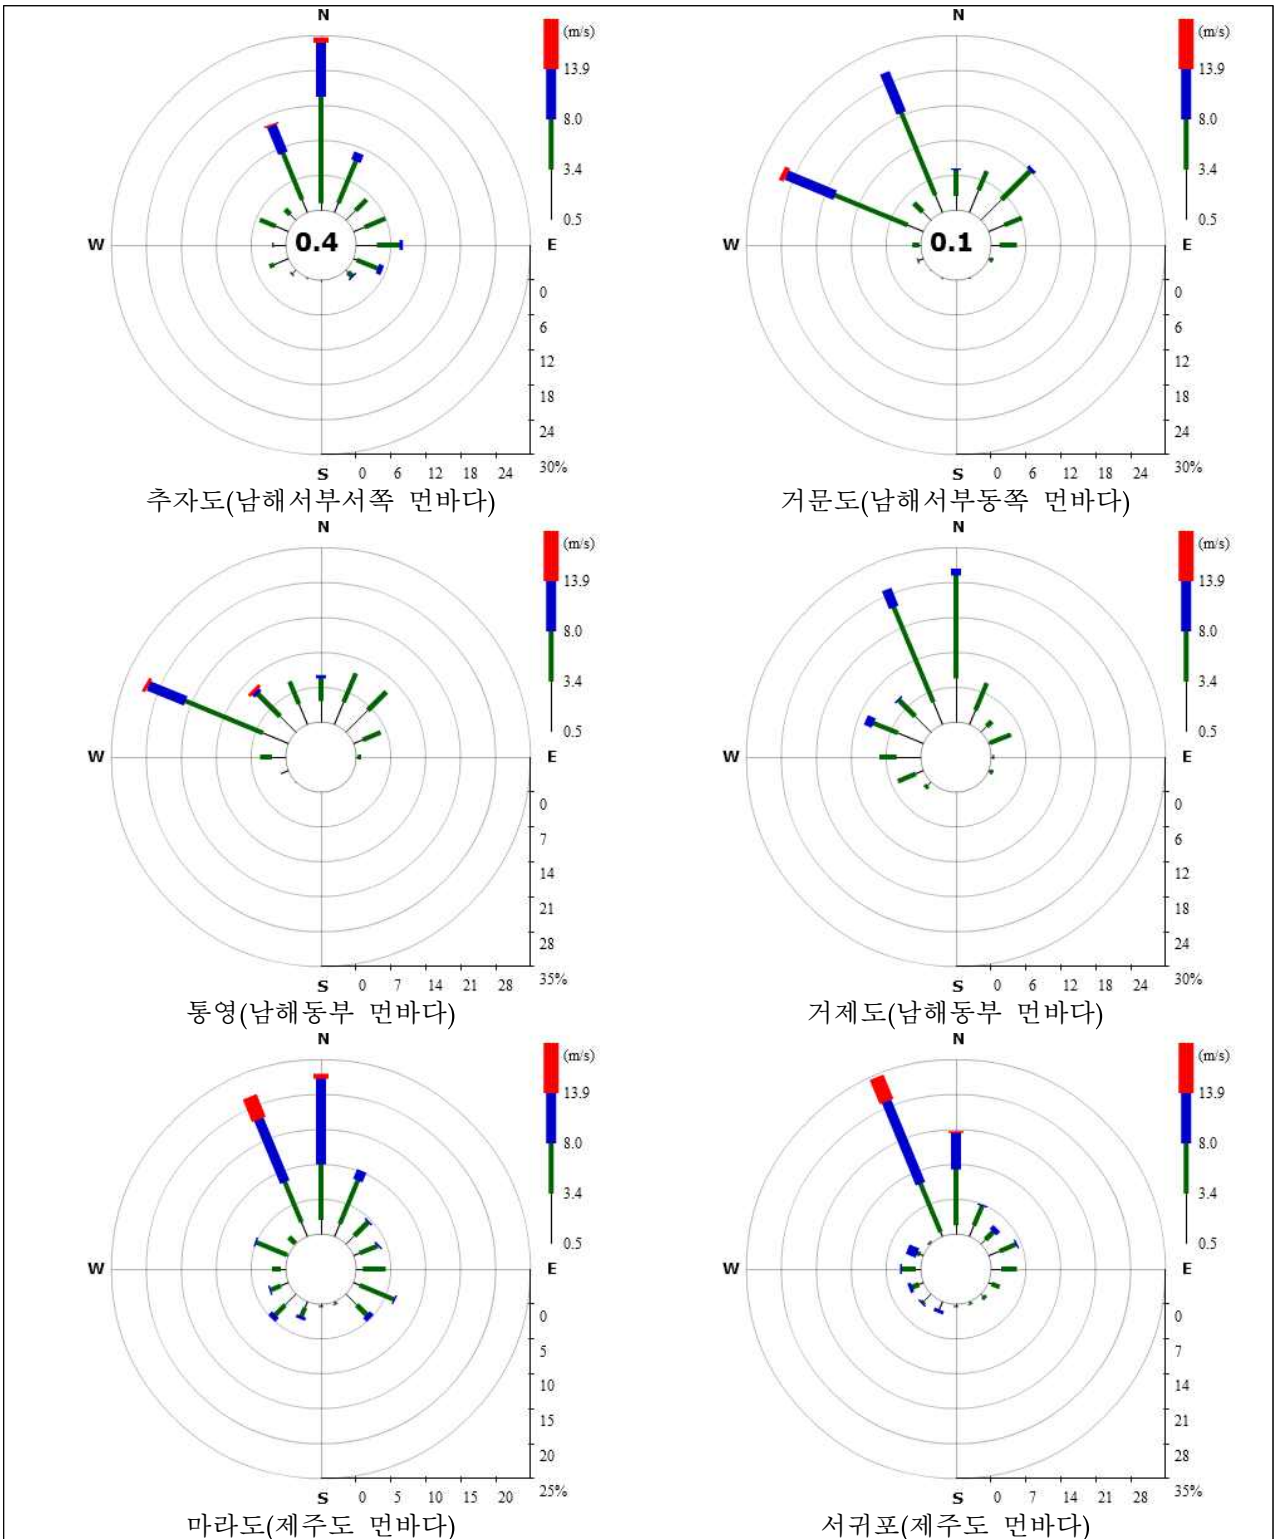 N
(m/s)
13.9
8.0
3.4
0.5
W
0.4
E
0
6
12
18
24
30%
S
0 6 12 18 24
추자도(남해서부서쪽 먼바다)
N
(m/s)
13.9
8.0
3.4
0.5
W
0.1
E
0
6
12
18
24
30%
S
0 6 12 18 24
거문도(남해서부동쪽 먼바다)
N
(m/s)
13.9
8.0
3.4
0.5
W
E
0
7
14
21
28
35%
S
0 7 14 21 28
통영(남해동부 먼바다)
N
(m/s)
13.9
8.0
3.4
0.5
W
E
0
6
12
18
24
30%
S
0 6 12 18 24
거제도(남해동부 먼바다)
N
(m/s)
13.9
8.0
3.4
0.5
W
E
0
5
10
15
20
25%
S
0 5 10 15 20
마라도(제주도 먼바다)
N
(m/s)
13.9
8.0
3.4
0.5
W
E
0
7
14
21
28
35%
S
0 7 14 21 28
서귀포(제주도 먼바다)